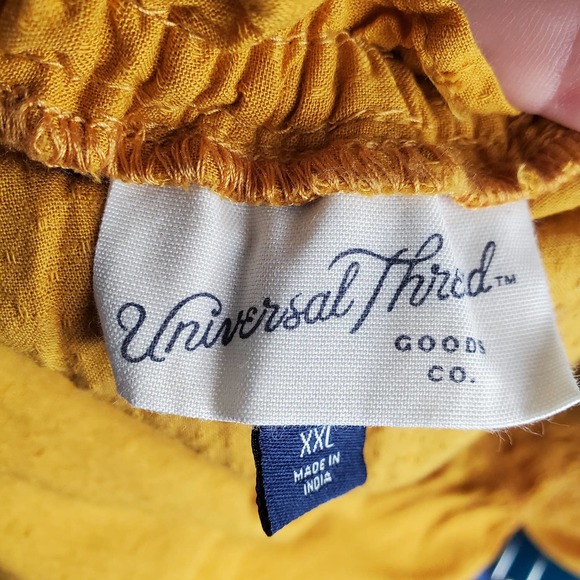 Universal Thread™
GOODS
CO.
XXL
MADE IN
INDIA